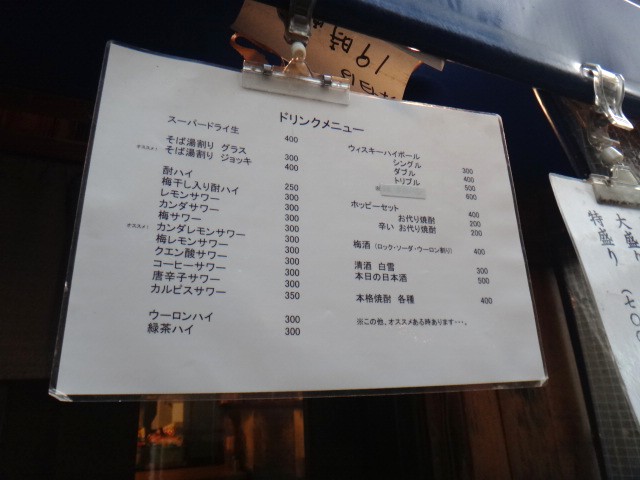 19時
ドリンクメニュー
スーパードライ生 400
そば湯割り グラス 300
オススメ! そば湯割り ジョッキ 400
酎ハイ 250
梅干し入り酎ハイ 300
レモンサワー 300
カンダサワー 300
梅サワー 300
オススメ! カンダレモンサワー 300
梅レモンサワー 300
クエン酸サワー 300
コーヒーサワー 300
唐辛子サワー 300
カルピスサワー 350
ウーロンハイ 300
緑茶ハイ 300
ウィスキーハイボール
シングル 300
ダブル 400
トリプル 500
600
ホッピーセット 400
お代り焼酎 200
辛い お代り焼酎 200
梅酒 (ロック・ソーダ・ウーロン割り) 400
清酒 白雪 300
本日の日本酒 500
本格焼酎 各種 400
※この他、オススメある時あります・・・。
大盛り
特盛り